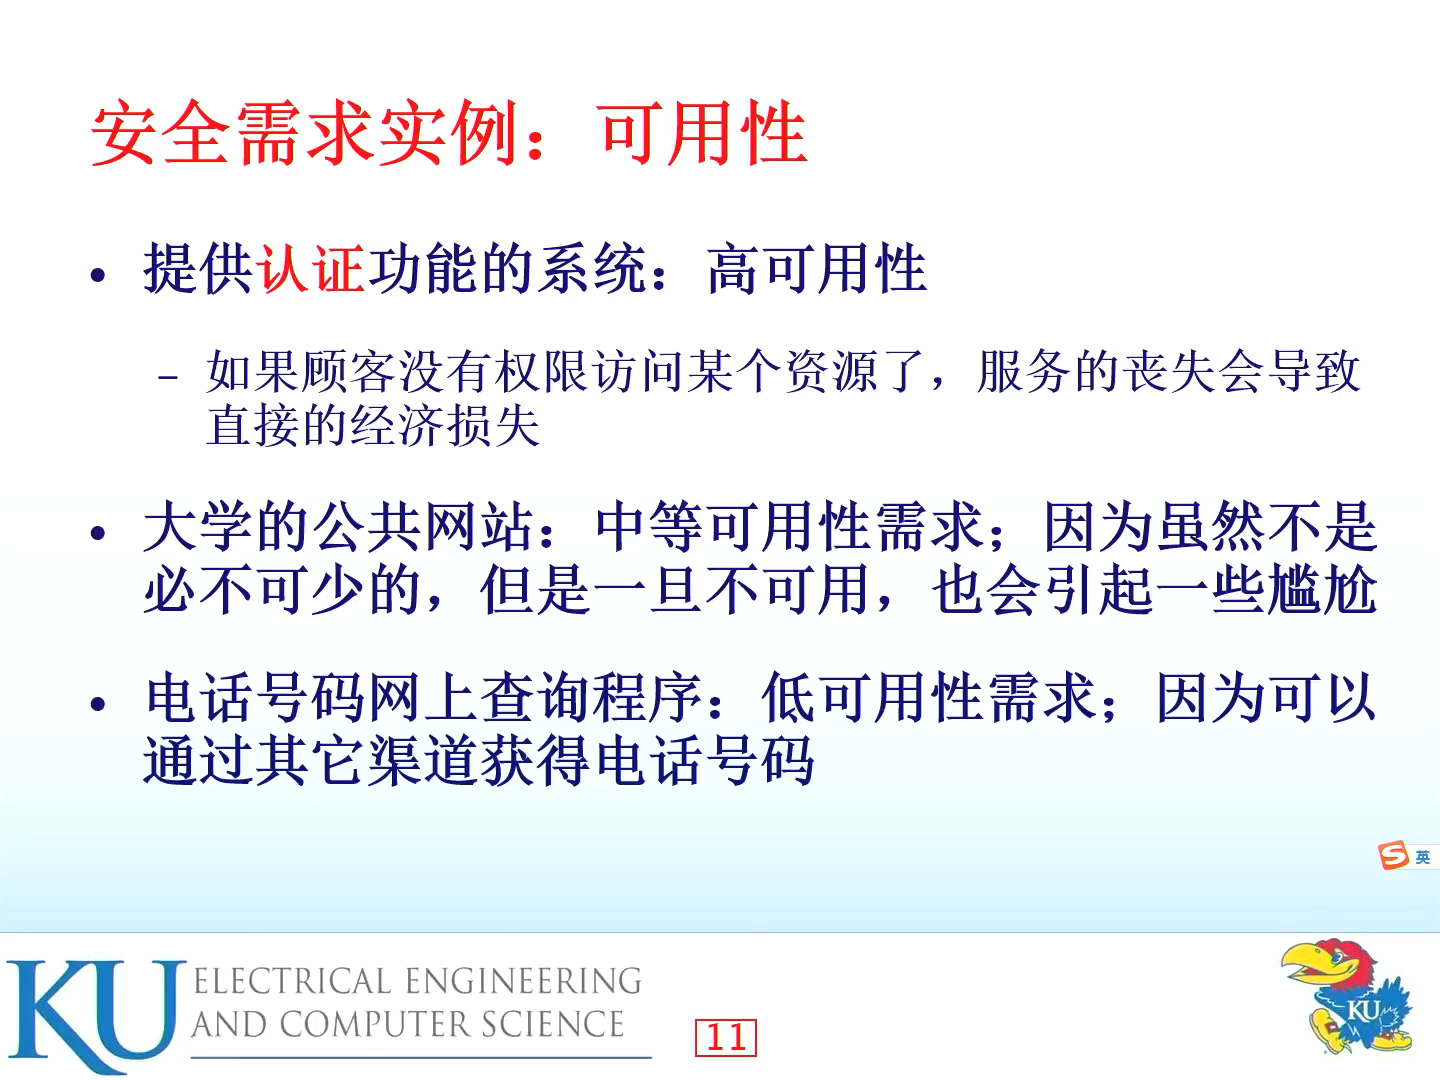 安全需求实例：可用性
• 提供认证功能的系统：高可用性
– 如果顾客没有权限访问某个资源了，服务的丧失会导致
直接的经济损失
• 大学的公共网站：中等可用性需求；因为虽然不是
必不可少的，但是一旦不可用，也会引起一些尴尬
• 电话号码网上查询程序：低可用性需求；因为可以
通过其它渠道获得电话号码
S 英
KU ELECTRICAL ENGINEERING
AND COMPUTER SCIENCE
11
KU